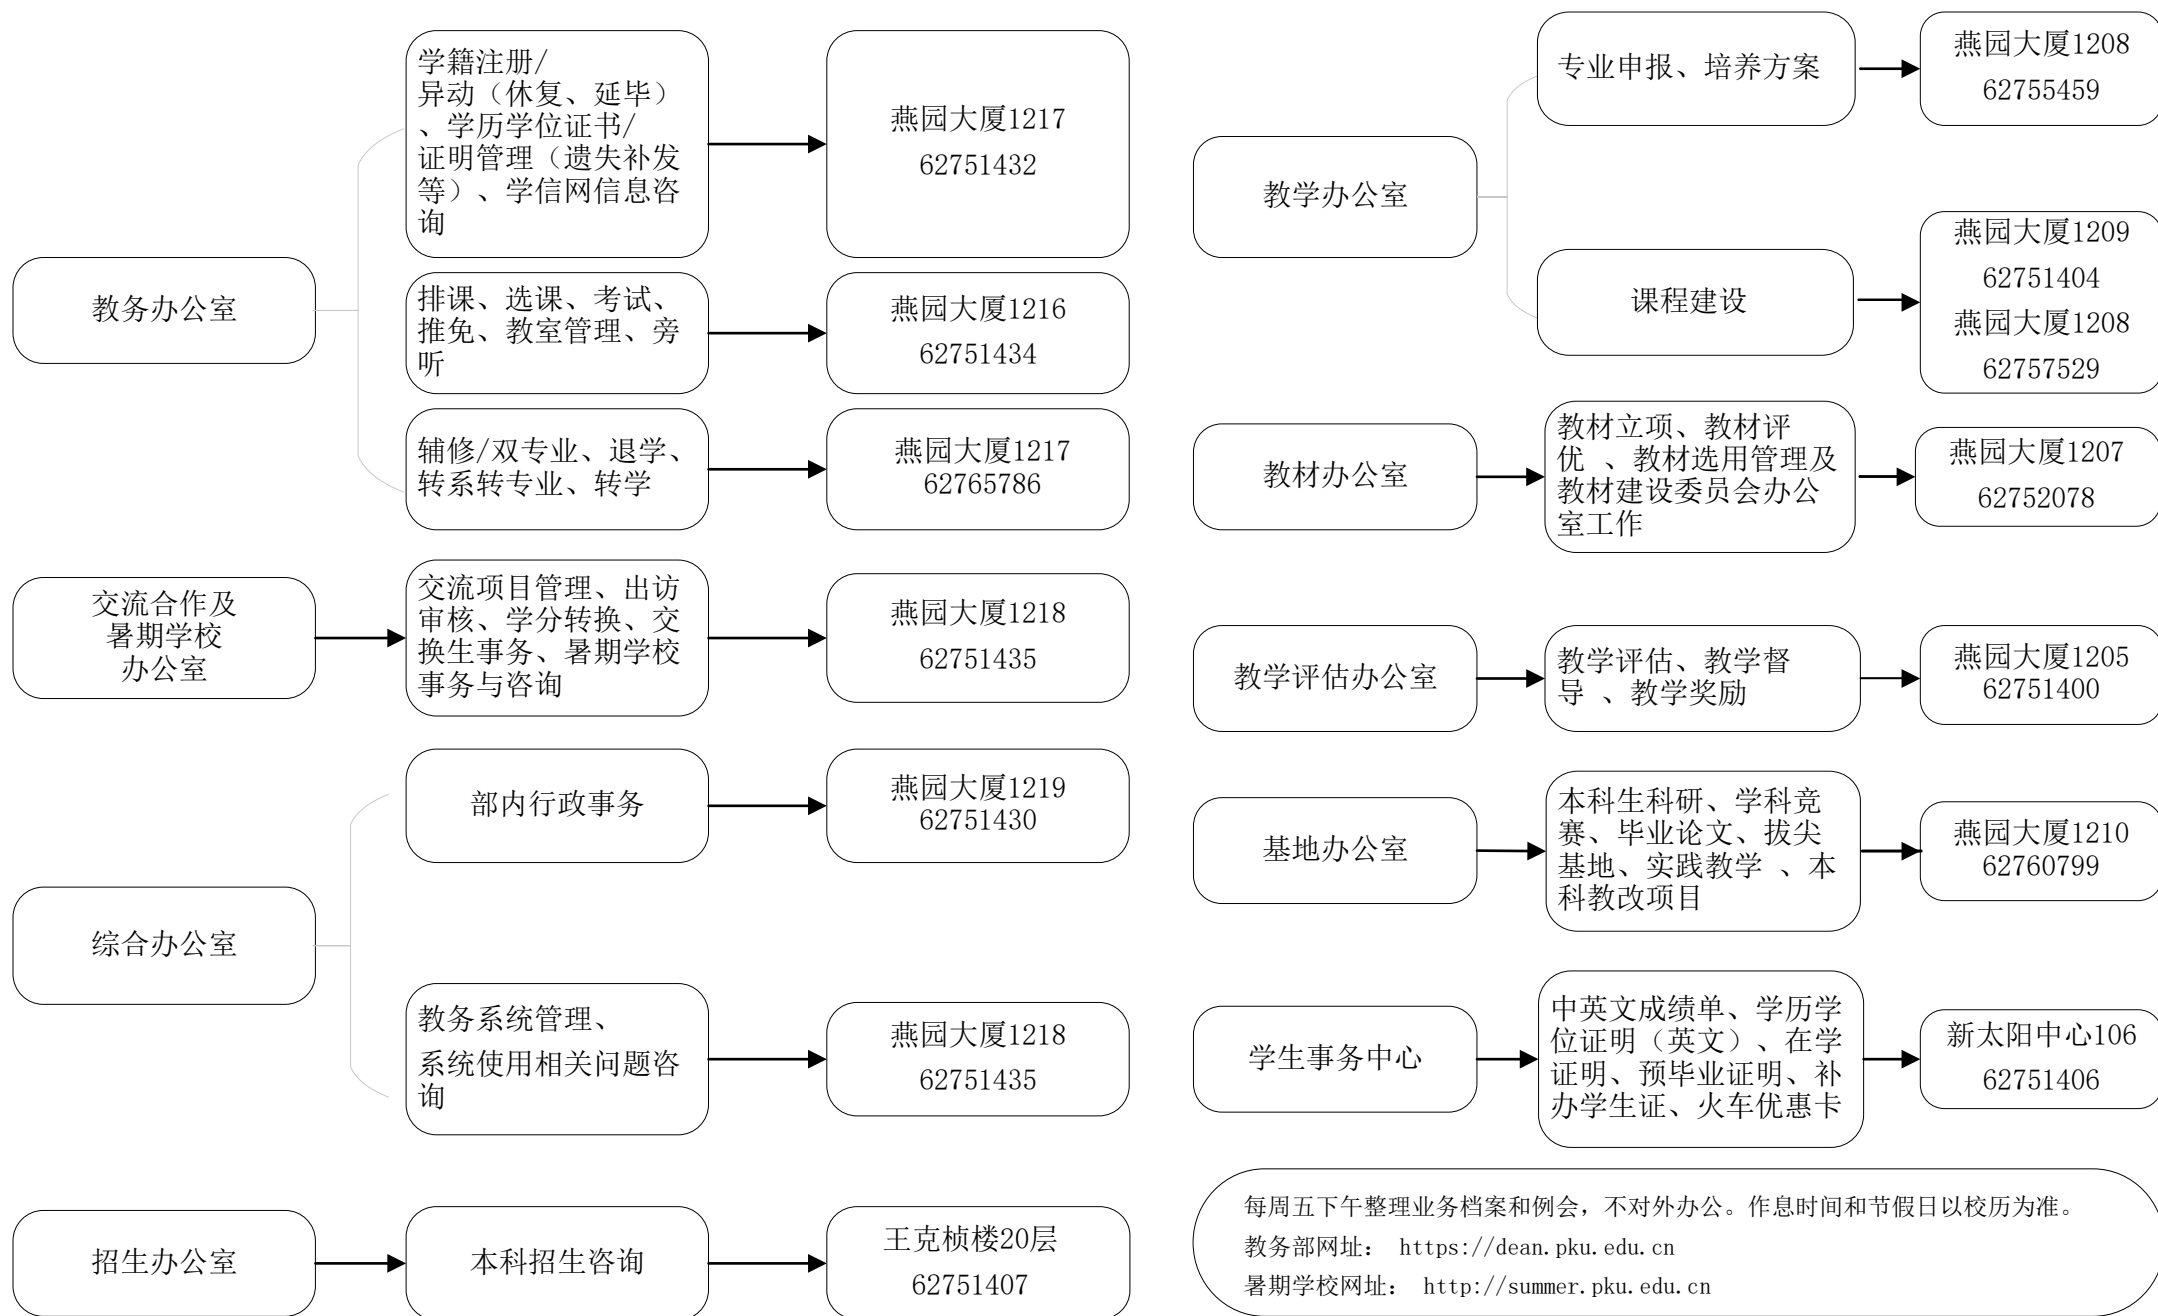 教务办公室
学籍注册/
异动（休复、延毕）
、学历学位证书/
证明管理（遗失补发
等）、学信网信息咨
询
燕园大厦1217
62751432
排课、选课、考试、
推免、教室管理、旁
听
燕园大厦1216
62751434
辅修/双专业、退学、
转系转专业、转学
燕园大厦1217
62765786
交流合作及
暑期学校
办公室
交流项目管理、出访
审核、学分转换、交
换生事务、暑期学校
事务与咨询
燕园大厦1218
62751435
综合办公室
部内行政事务
燕园大厦1219
62751430
教务系统管理、
系统使用相关问题咨
询
燕园大厦1218
62751435
招生办公室
本科招生咨询
王克桢楼20层
62751407
教学办公室
专业申报、培养方案
燕园大厦1208
62755459
课程建设
燕园大厦1209
62751404
燕园大厦1208
62757529
教材办公室
教材立项、教材评
优 、教材选用管理及
教材建设委员会办公
室工作
燕园大厦1207
62752078
教学评估办公室
教学评估、教学督
导 、教学奖励
燕园大厦1205
62751400
基地办公室
本科生科研、学科竞
赛、毕业论文、拔尖
基地、实践教学 、本
科教改项目
燕园大厦1210
62760799
学生事务中心
中英文成绩单、学历学
位证明（英文）、在学
证明、预毕业证明、补
办学生证、火车优惠卡
新太阳中心106
62751406
每周五下午整理业务档案和例会，不对外办公。作息时间和节假日以校历为准。
教务部网址： https://dean.pku.edu.cn
暑期学校网址： http://summer.pku.edu.cn